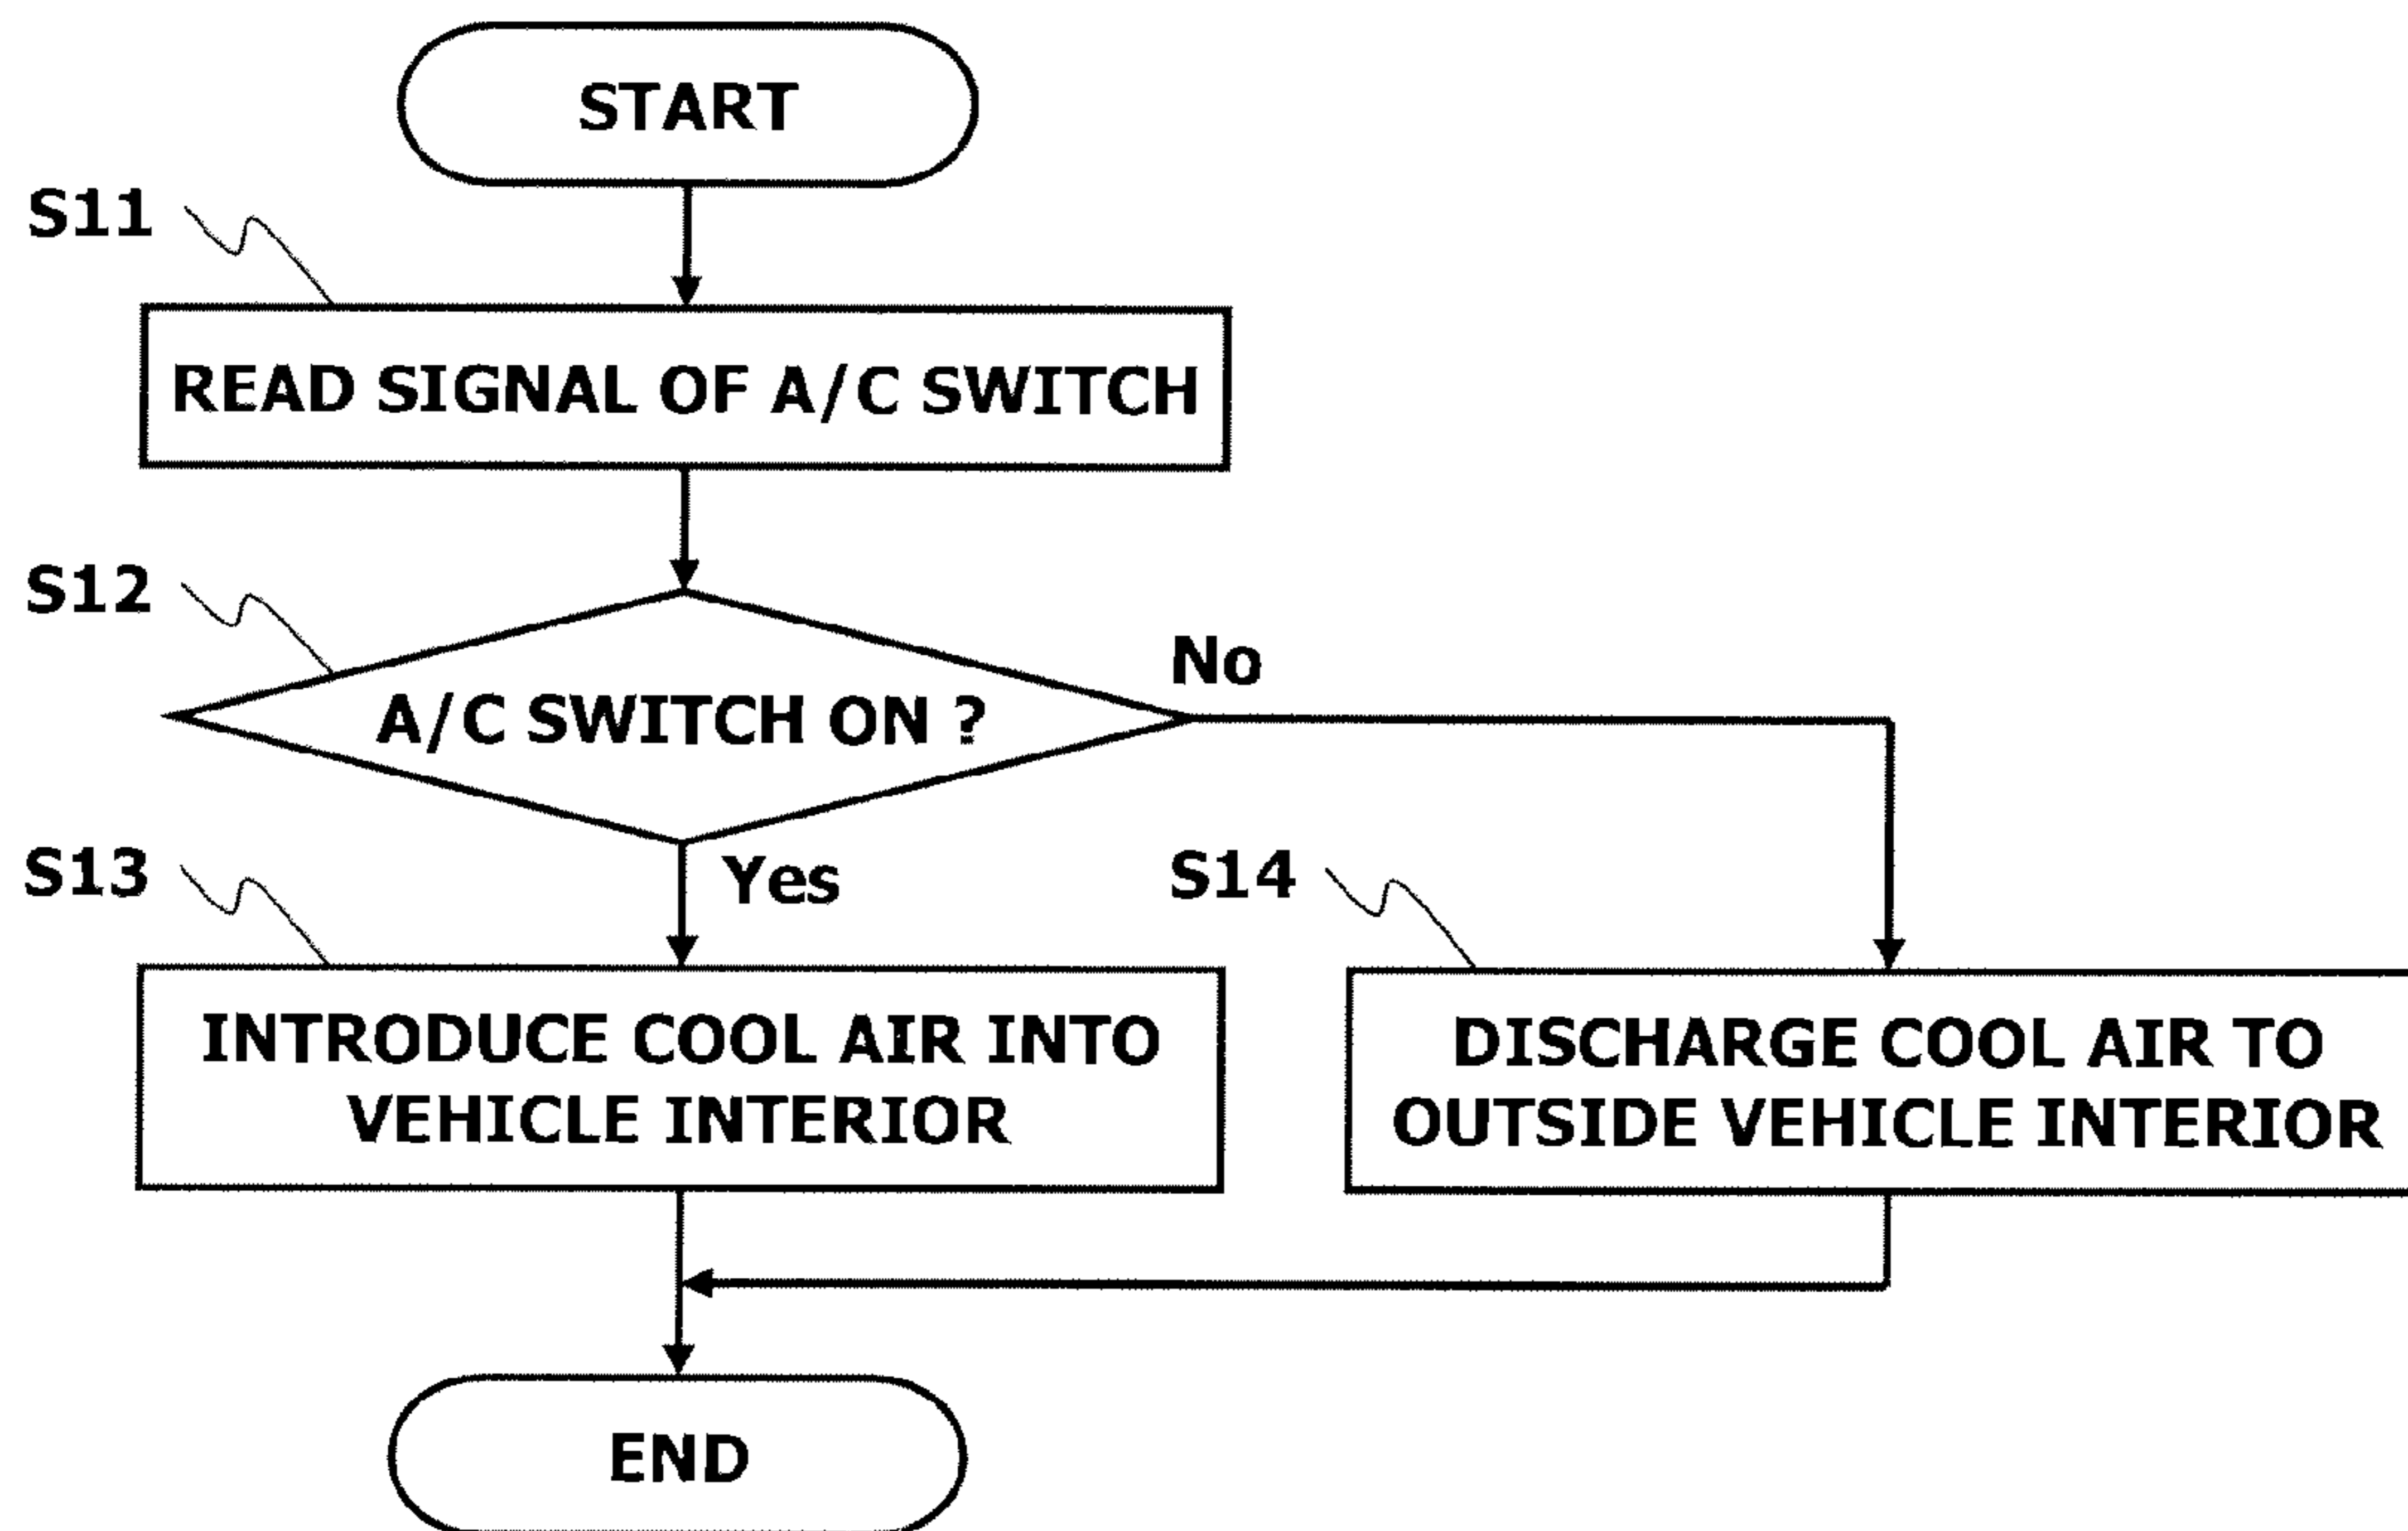 START
S11
READ SIGNAL OF A/C SWITCH
S12
A/C SWITCH ON ?
No
Yes
S13
INTRODUCE COOL AIR INTO
VEHICLE INTERIOR
S14
DISCHARGE COOL AIR TO
OUTSIDE VEHICLE INTERIOR
END